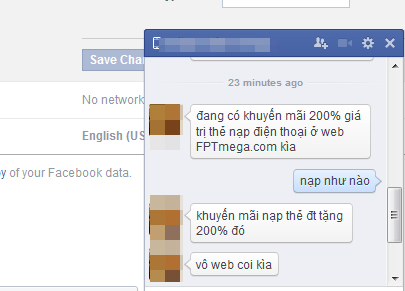 Save Cha
23 minutes ago
No network
đang có khuyến mãi 200% giá
trị thẻ nạp điện thoại ở web
FPTmega.com kìa
English (US
nạp như nào
y of your Facebook data.
khuyến mãi nạp thẻ đt tặng
200% đó
vô web coi kìa